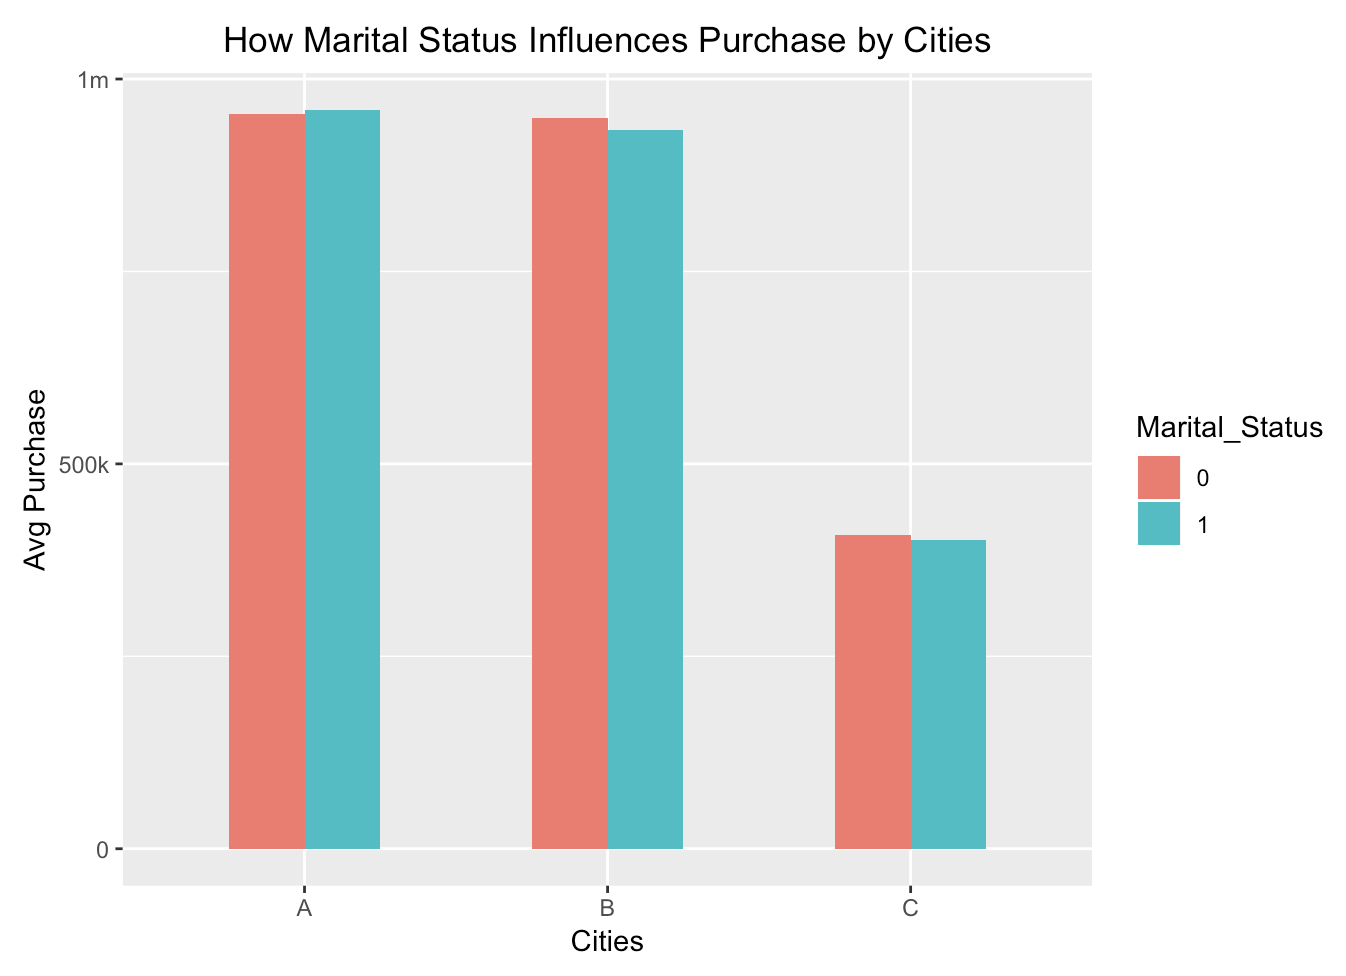 How Marital Status Influences Purchase by Cities
1m
500k
0
Avg Purchase
A
B
C
Cities
Marital_Status
0
1